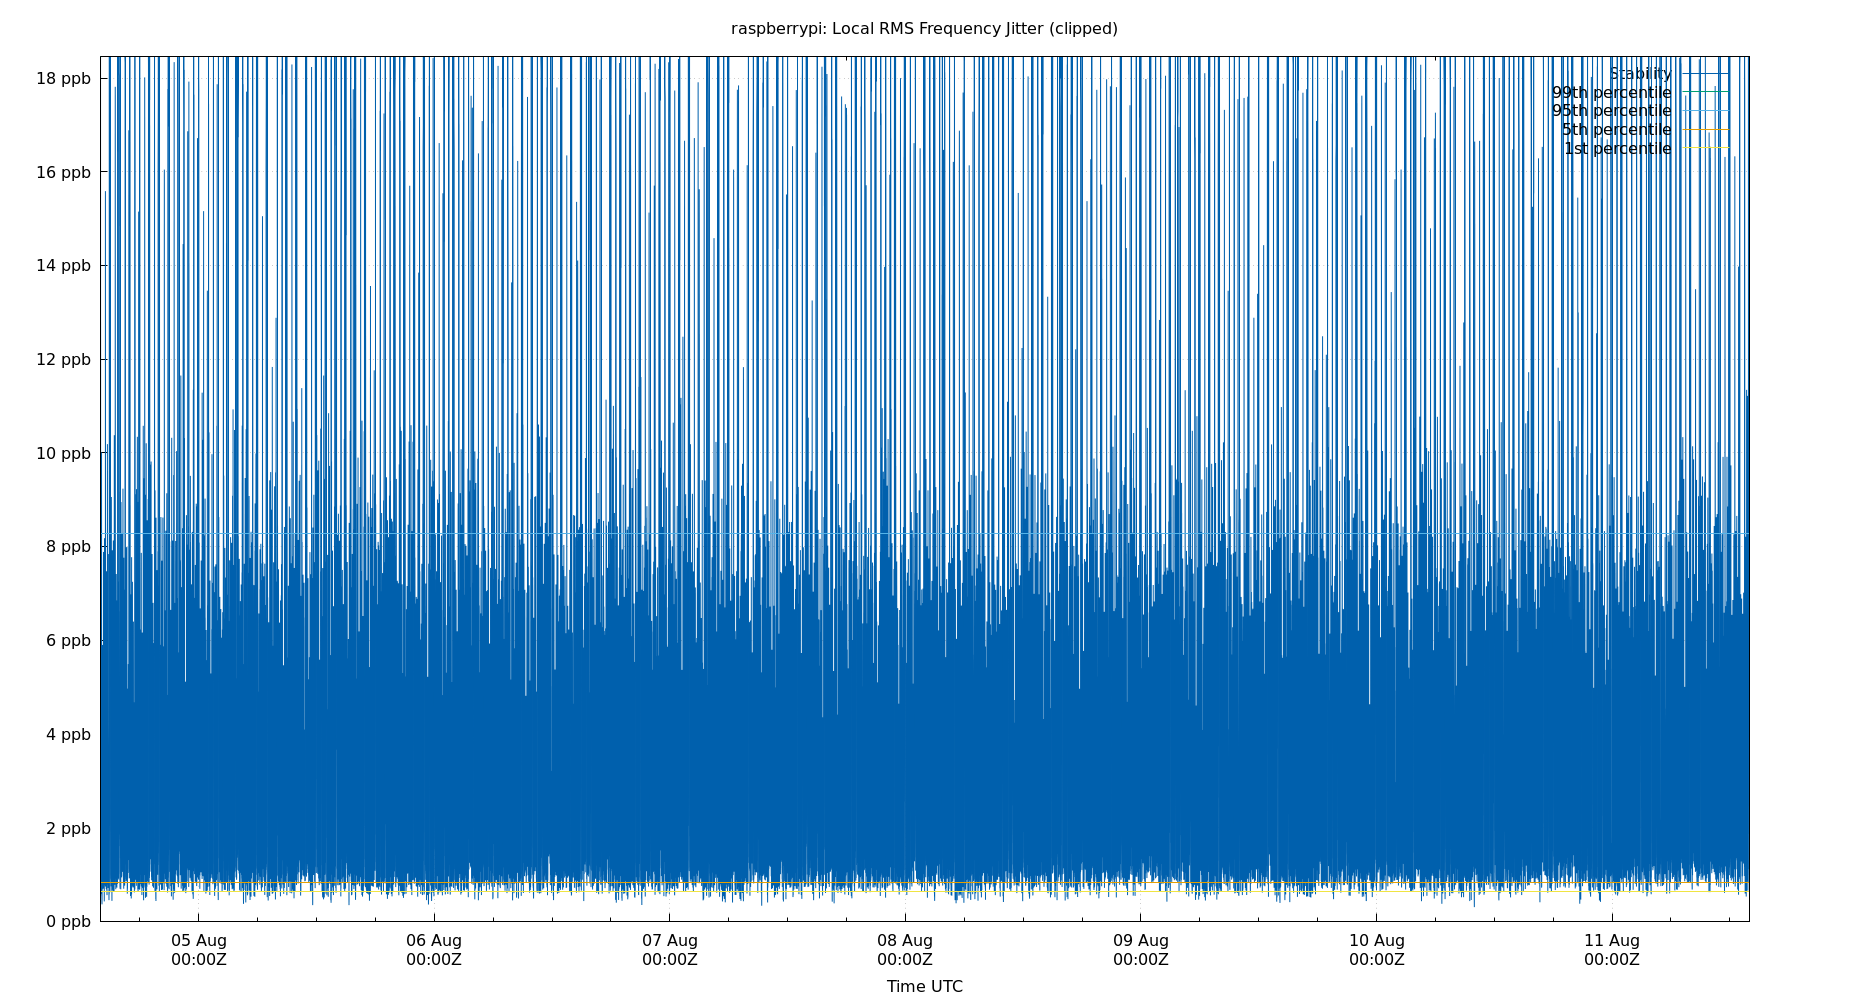 raspberrypi: Local RMS Frequency Jitter (clipped)
18 ppb
16 ppb
14 ppb
12 ppb
10 ppb
8 ppb
6 ppb
4 ppb
2 ppb
0 ppb
Stability
99th percentile
95th percentile
5th percentile
1st percentile
05 Aug
00:00Z
06 Aug
00:00Z
07 Aug
00:00Z
08 Aug
00:00Z
09 Aug
00:00Z
10 Aug
00:00Z
11 Aug
00:00Z
Time UTC